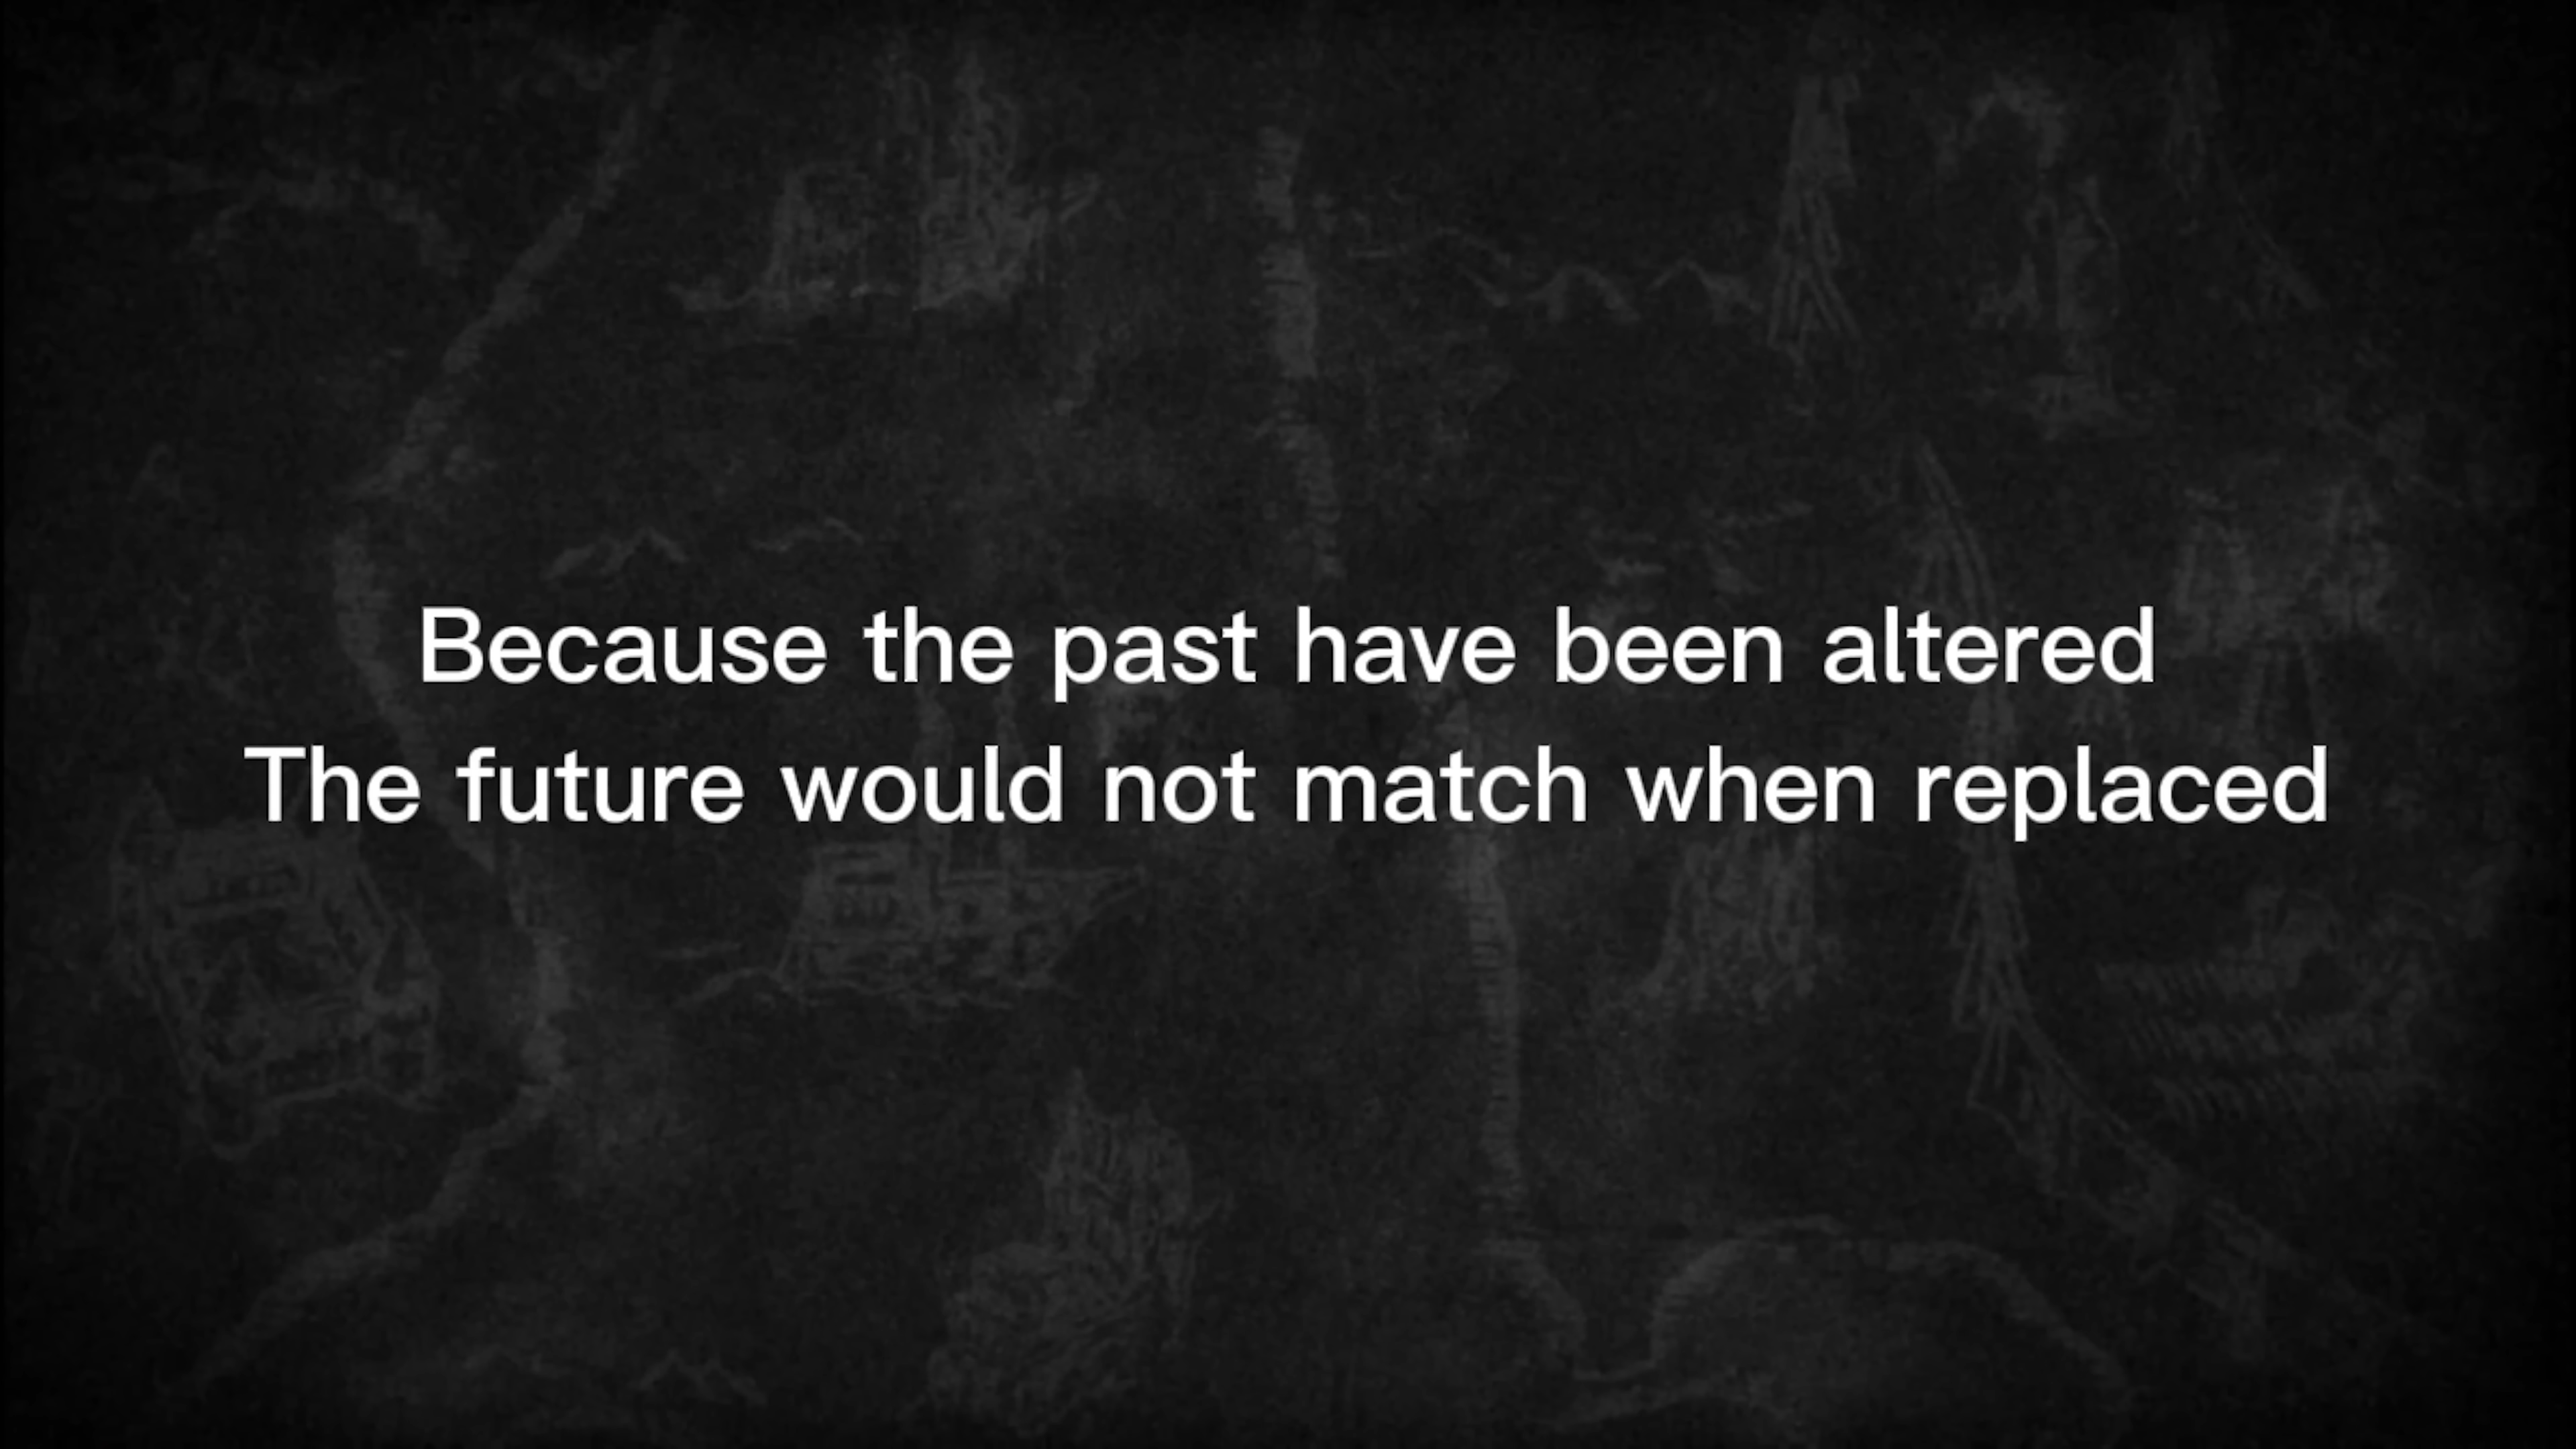 Because the past have been altered
The future would not match when replaced